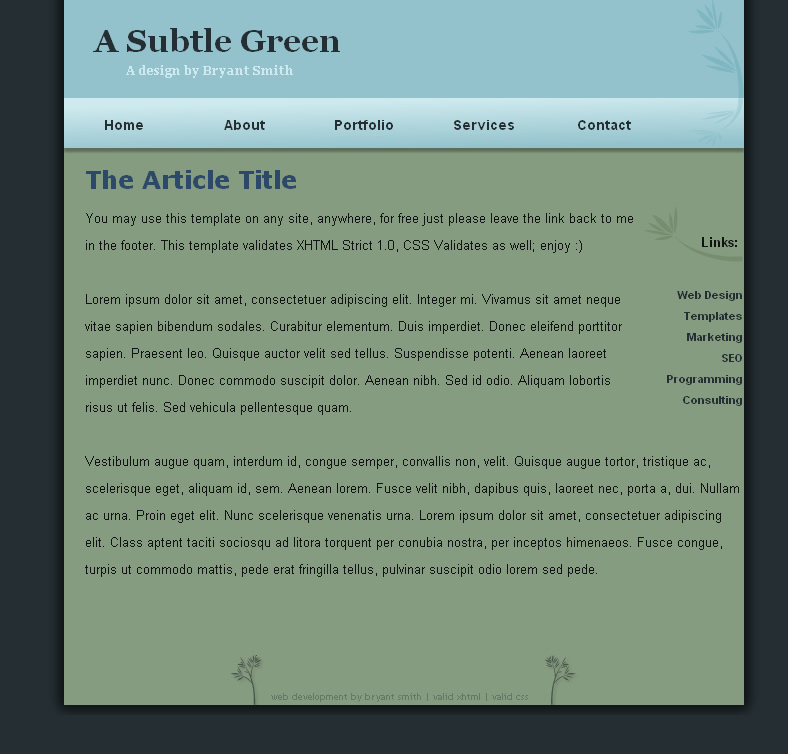 A Subtle Green
A design by Bryant Smith
Home About Portfolio Services Contact
The Article Title
You may use this template on any site, anywhere, for free just please leave the link back to me
in the footer. This template validates XHTML Strict 1.0, CSS Validates as well; enjoy :)
Lorem ipsum dolor sit amet, consectetuer adipiscing elit. Integer mi. Vivamus sit amet neque
vitae sapien bibendum sodales. Curabitur elementum. Duis imperdiet. Donec eleifend porttitor
sapien. Praesent leo. Quisque auctor velit sed tellus. Suspendisse potenti. Aenean laoreet
imperdiet nunc. Donec commodo suscipit dolor. Aenean nibh. Sed id odio. Aliquam lobortis
risus ut felis. Sed vehicula pellentesque quam.
Vestibulum augue quam, interdum id, congue semper, convallis non, velit. Quisque augue tortor, tristique ac,
scelerisque eget, aliquam id, sem. Aenean lorem. Fusce velit nibh, dapibus quis, laoreet nec, porta a, dui. Nullam
ac urna. Proin eget elit. Nunc scelerisque venenatis urna. Lorem ipsum dolor sit amet, consectetuer adipiscing
elit. Class aptent taciti sociosqu ad litora torquent per conubia nostra, per inceptos himenaeos. Fusce congue,
turpis ut commodo mattis, pede erat fringilla tellus, pulvinar suscipit odio lorem sed pede.
Links:
Web Design
Templates
Marketing
SEO
Programming
Consulting
web development by bryant smith | valid xhtml | valid css